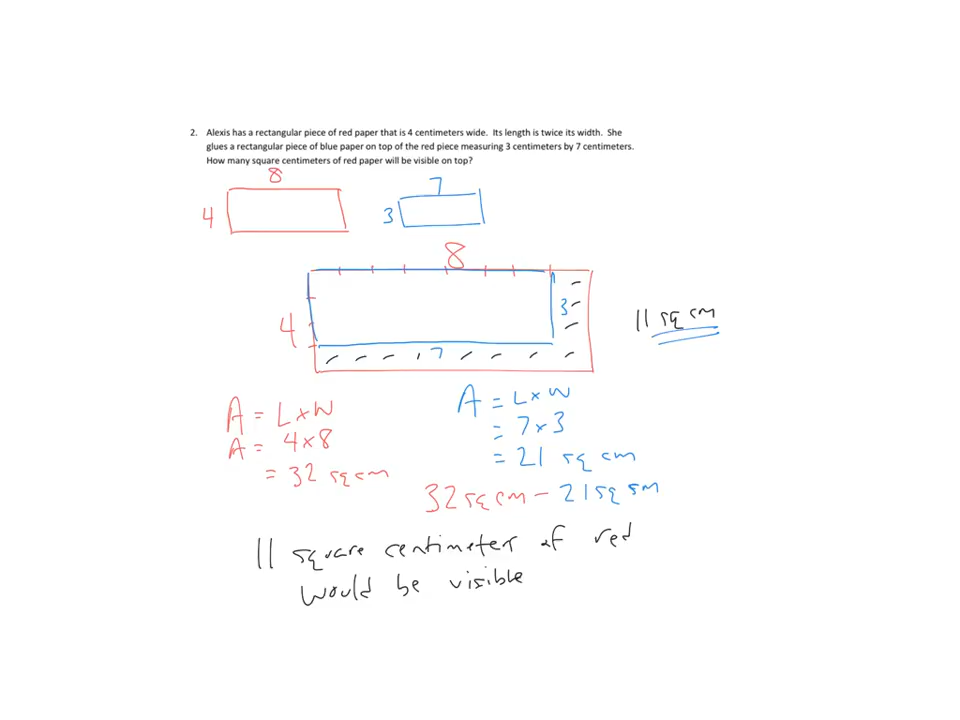 2. Alexis has a rectangular piece of red paper that is 4 centimeters wide. Its length is twice its width. She
glues a rectangular piece of blue paper on top of the red piece measuring 3 centimeters by 7 centimeters.
How many square centimeters of red paper will be visible on top?
8
7
4
3
8
3
11 sq cm
4
7
A = L x W
A = 4 x 8
= 32 sq cm
A = L x W
= 7 x 3
= 21 sq cm
32 sq cm - 21 sq sm
11 square centimeters of red
would be visible